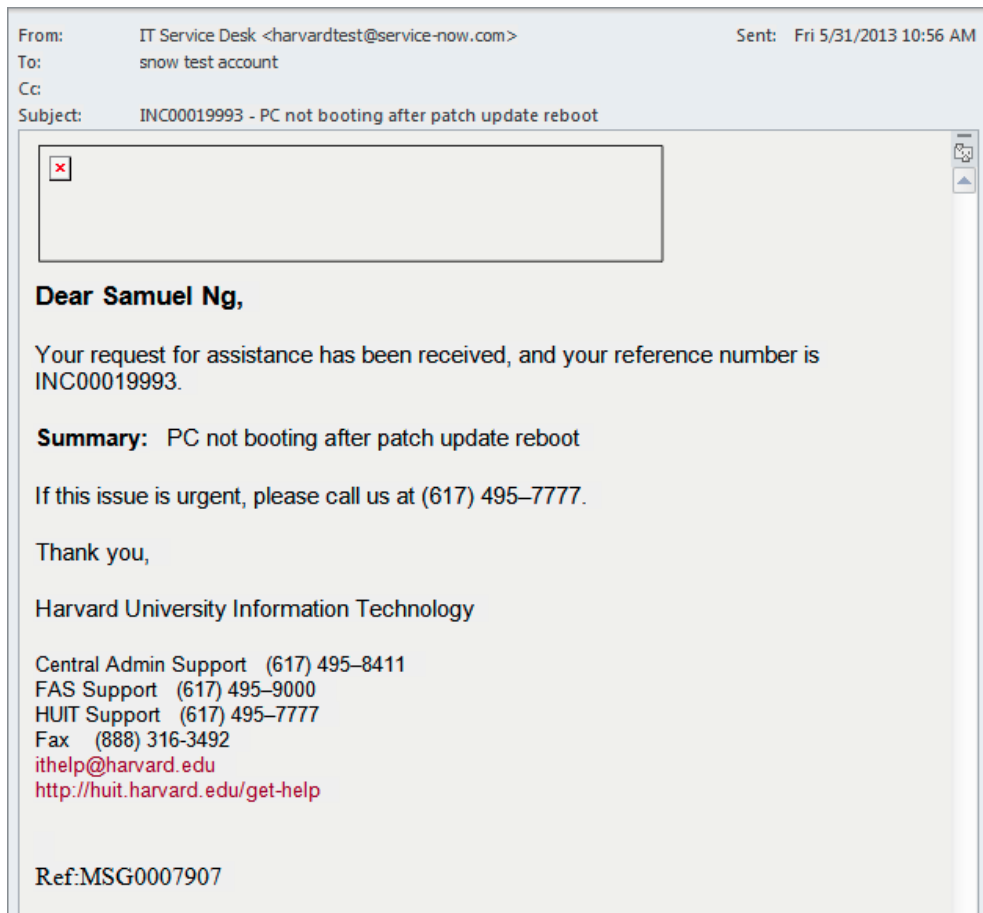 From: IT Service Desk <harvardtest@service-now.com> Sent: Fri 5/31/2013 10:56 AM
To: snow test account
Cc:
Subject: INC00019993 - PC not booting after patch update reboot
Dear Samuel Ng,
Your request for assistance has been received, and your reference number is
INC00019993.
Summary: PC not booting after patch update reboot
If this issue is urgent, please call us at (617) 495–7777.
Thank you,
Harvard University Information Technology
Central Admin Support (617) 495–8411
FAS Support (617) 495–9000
HUIT Support (617) 495–7777
Fax (888) 316-3492
ithelp@harvard.edu
http://huit.harvard.edu/get-help
Ref:MSG0007907